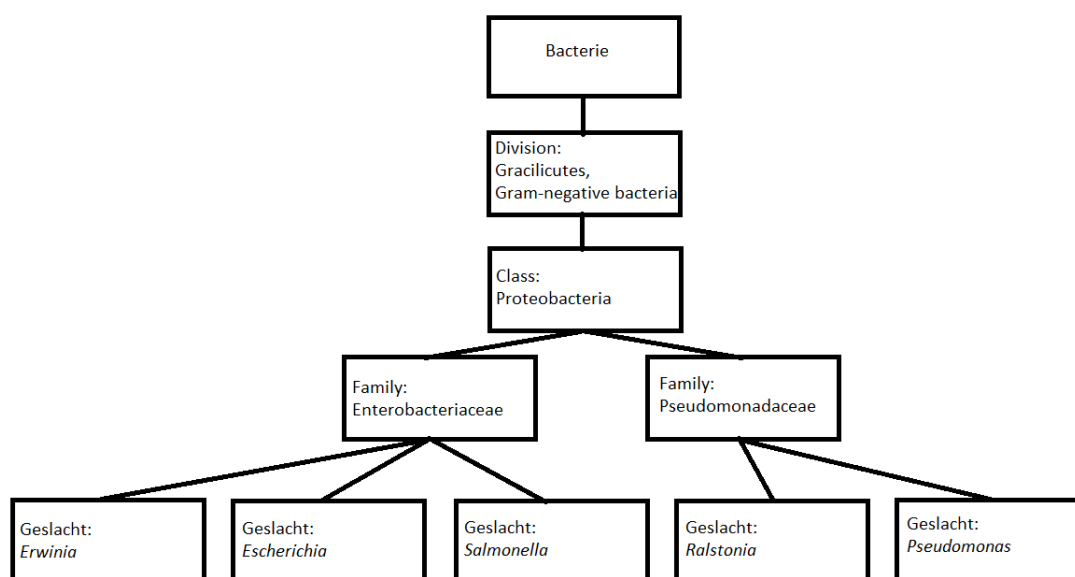 Bacterie
Division:
Gracilicutes,
Gram-negative bacteria
Class:
Proteobacteria
Family:
Enterobacteriaceae
Family:
Pseudomonadaceae
Geslacht:
Erwinia
Geslacht:
Escherichia
Geslacht:
Salmonella
Geslacht:
Ralstonia
Geslacht:
Pseudomonas